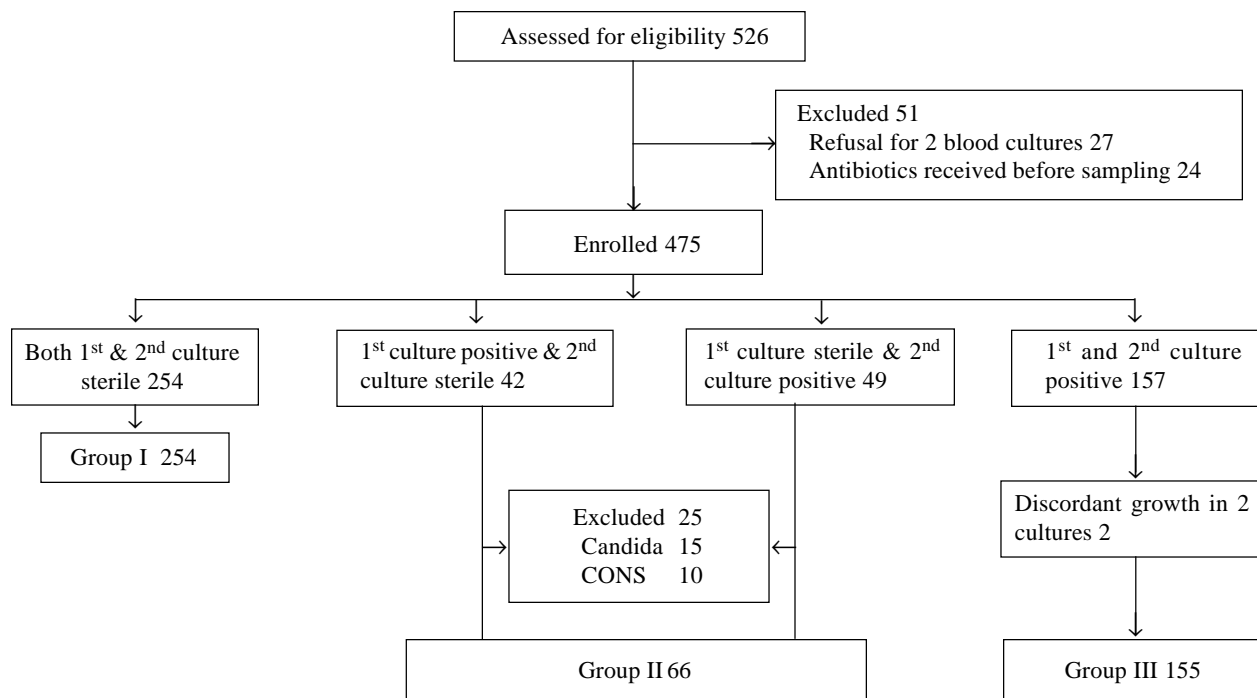 Assessed for eligibility 526
Excluded 51
Refusal for 2 blood cultures 27
Antibiotics received before sampling 24
Enrolled 475
Both 1st & 2nd culture
sterile 254
1st culture positive & 2nd
culture sterile 42
1st culture sterile & 2nd
culture positive 49
1st and 2nd culture
positive 157
Group I 254
Excluded 25
Candida 15
CONS 10
Discordant growth in 2
cultures 2
Group II 66
Group III 155